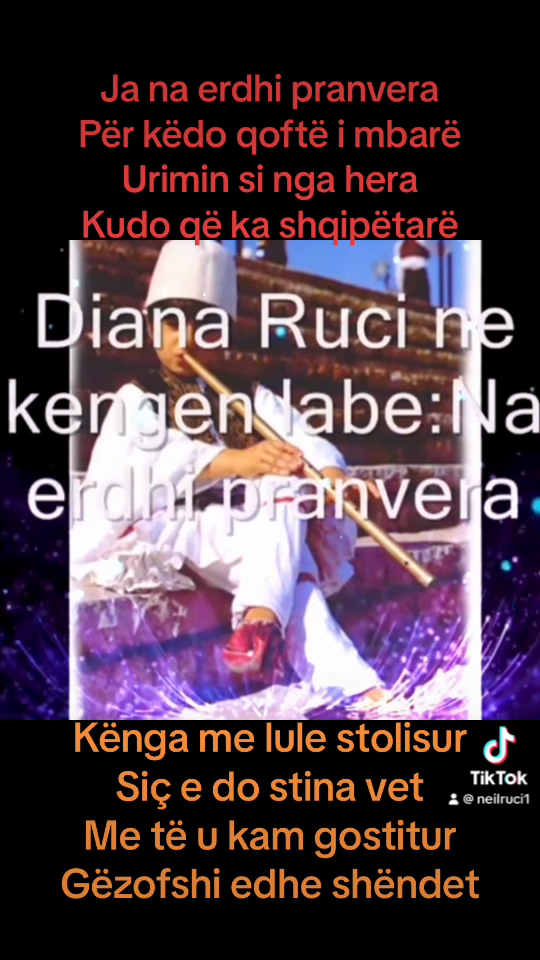 Ja na erdhi pranvera
Për këdo qoftë i mbarë
Urimin si nga hera
Kudo që ka shqipëtarë
Diana Ruci ne
kengen labe:Na
erdhi pranvera
Kënga me lule stolisur
Siç e do stina vet
Me të u kam gostitur
Gëzofshi edhe shëndet
TikTok
@ neilruci1